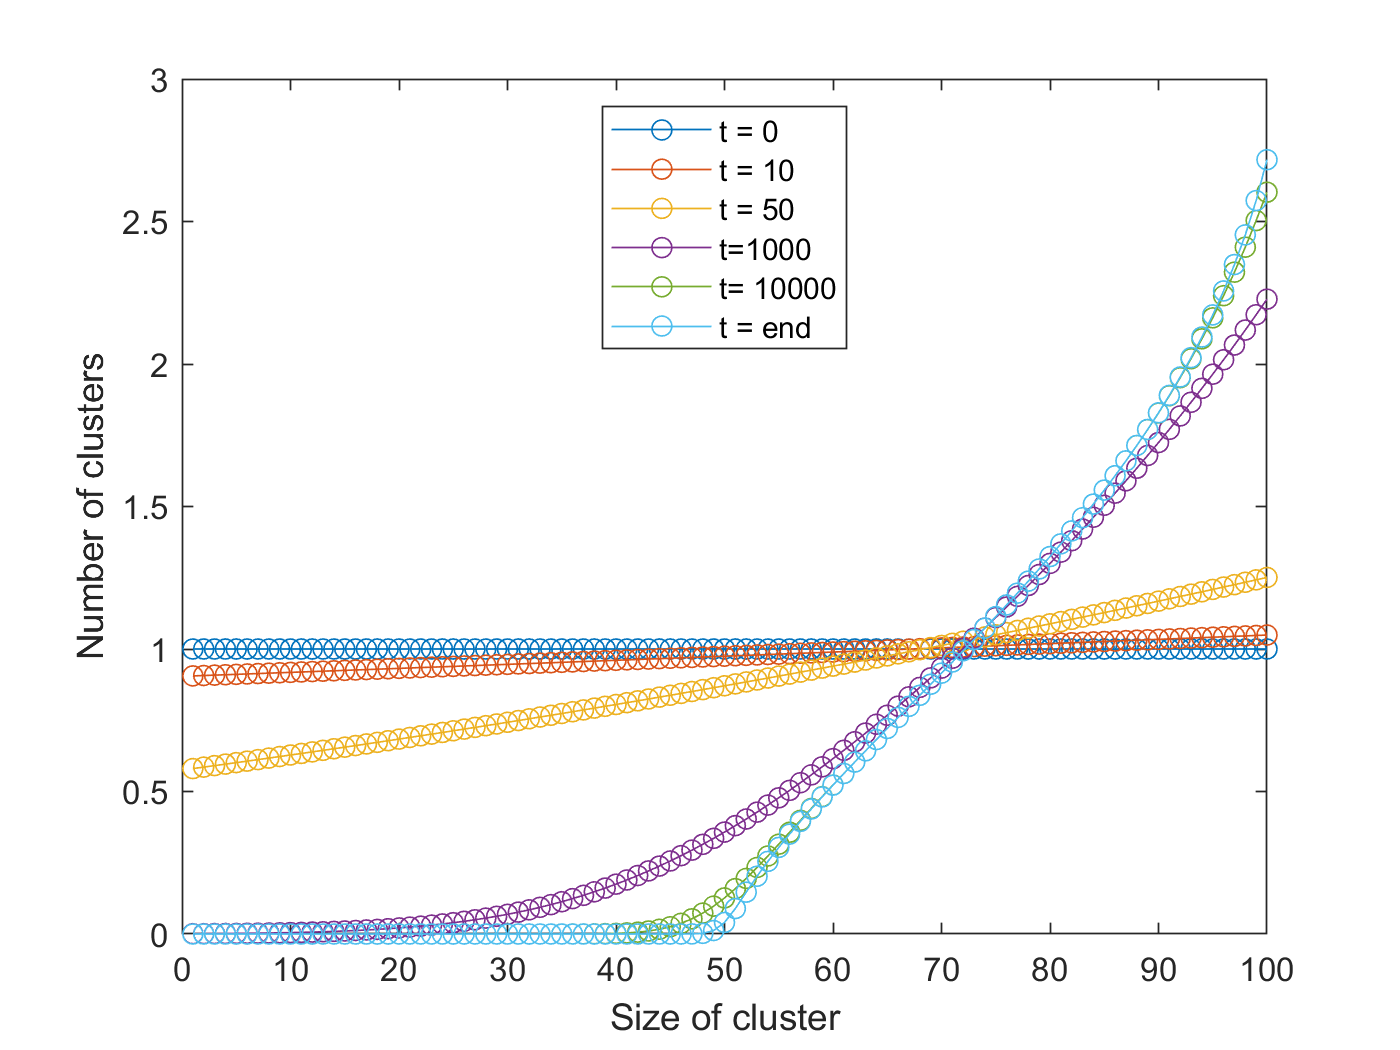 3
2.5
2
1.5
1
0.5
0
Number of clusters
t = 0
t = 10
t = 50
t=1000
t= 10000
t = end
0 10 20 30 40 50 60 70 80 90 100
Size of cluster